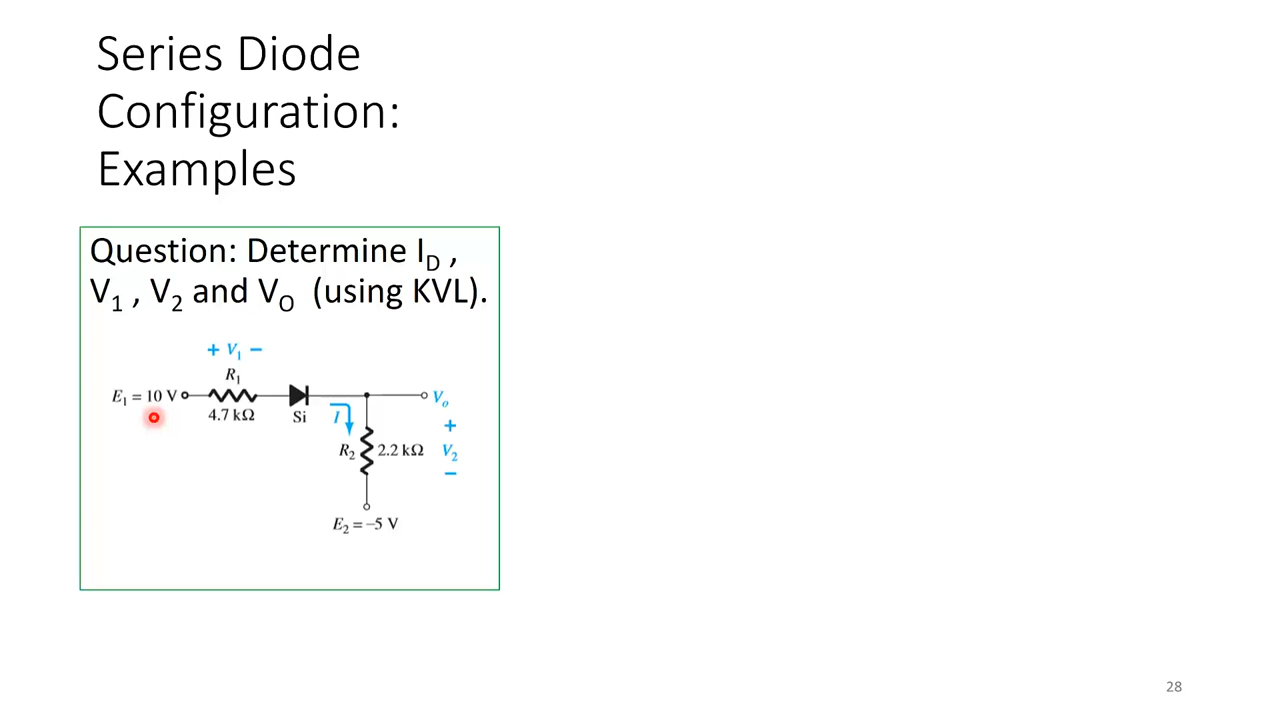 Series Diode
Configuration:
Examples
Question: Determine I_D ,
V_1 , V_2 and V_O (using KVL).
+ V_1 −
R_1
E_1 = 10 V
4.7 kΩ
Si
I
V_o
+
R_2
2.2 kΩ
V_2
−
E_2 = −5 V
28